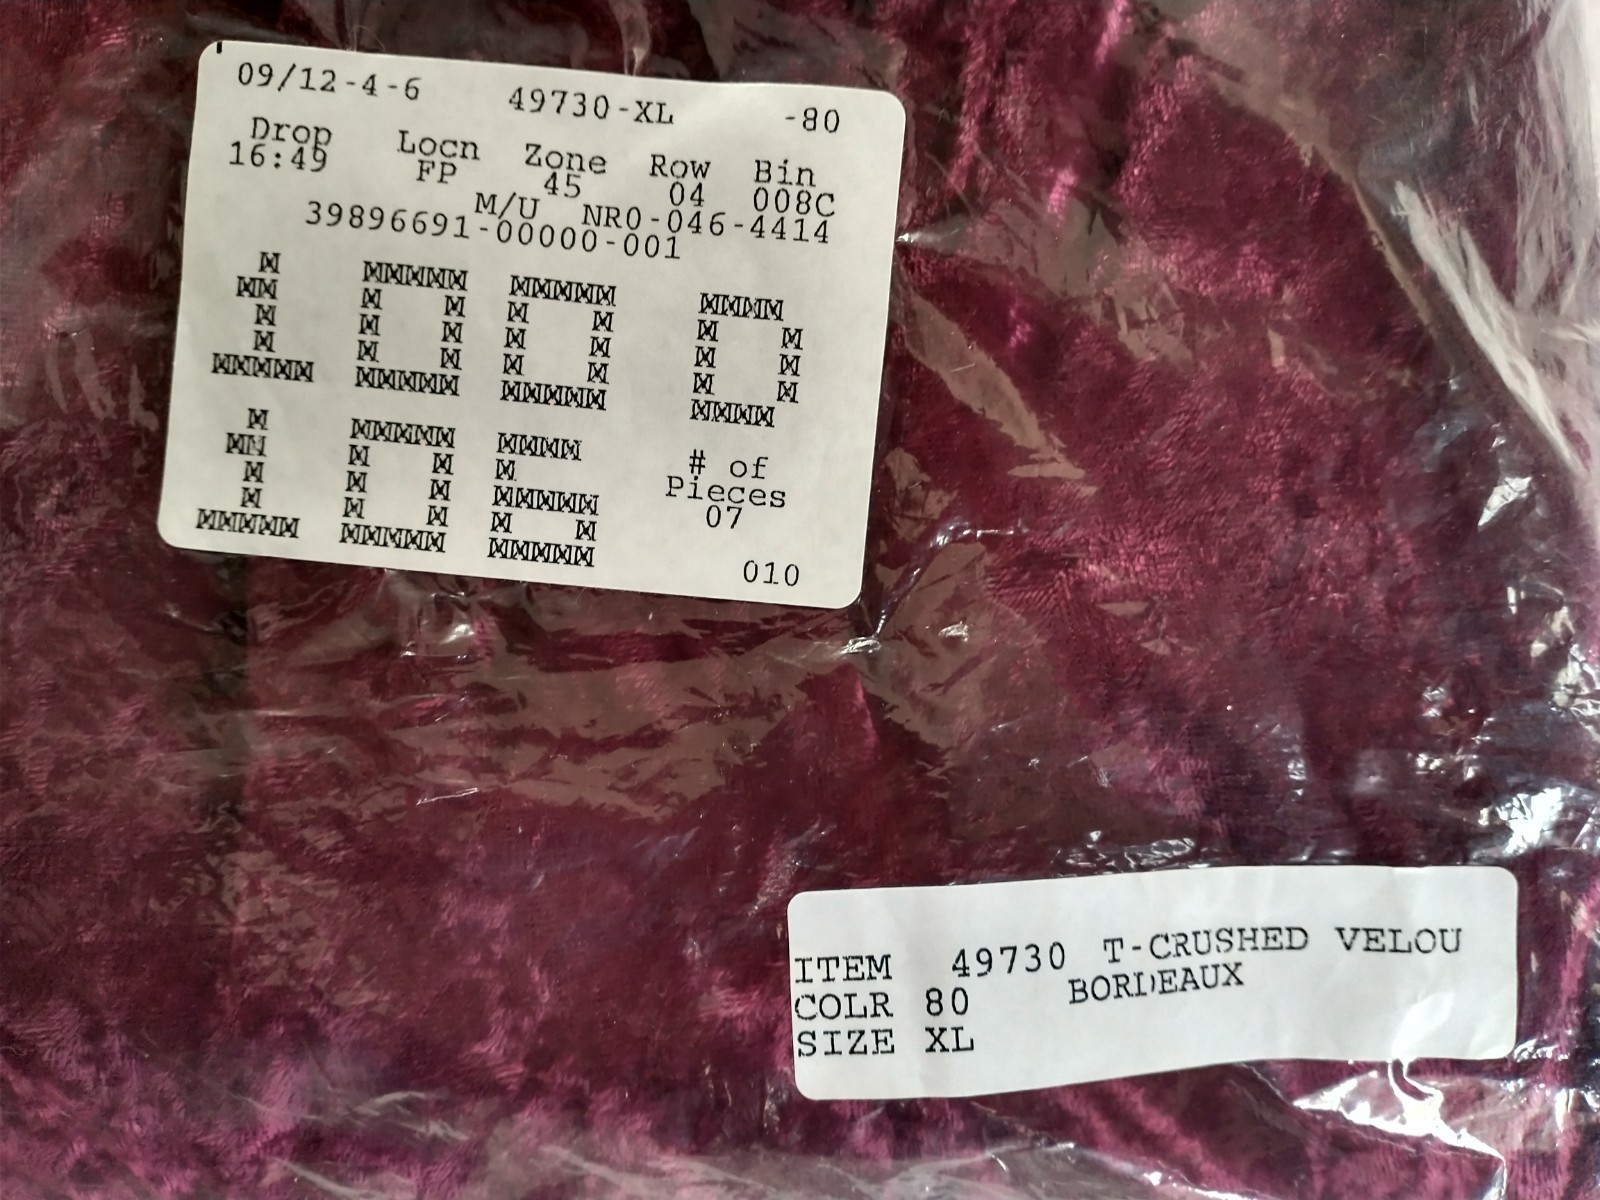 09/12-4-6 49730-XL -80
Drop Locn Zone Row Bin
16:49 FP 45 04 008C
M/U NR0-046-4414
39896691-00000-001
100 D
106
# of
Pieces
07
010
ITEM 49730 T-CRUSHED VELOU
COLR 80 BORDEAUX
SIZE XL